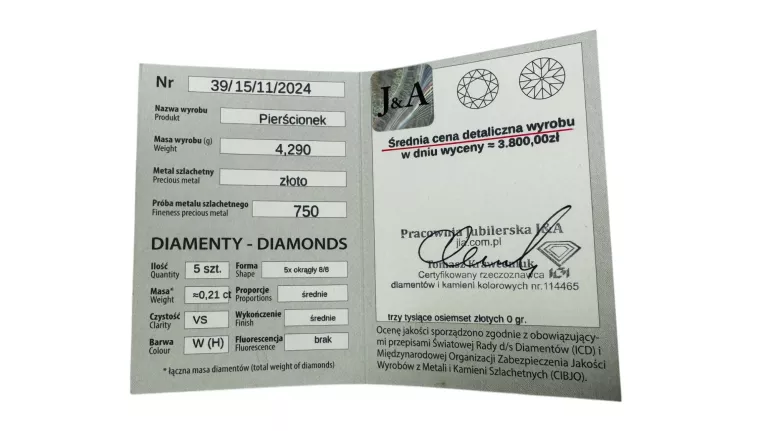 Nr 39/15/11/2024
Nazwa wyrobu
Produkt Pierścionek
Masa wyrobu (g)
Weight 4,290
Metal szlachetny
Precious metal złoto
Próba metalu szlachetnego
Fineness precious metal 750
DIAMENTY - DIAMONDS
Ilość
Quantity 5 szt. Forma
Shape 5x okrągły 8/8
Masa*
Weight ≈0,21 ct Proporcje
Proportions średnie
Czystość
Clarity VS Wykończenie
Finish średnie
Barwa
Colour W (H) Fluorescencja
Fluorescence brak
* łączna masa diamentów (total weight of diamonds)
J&A
Średnia cena detaliczna wyrobu
w dniu wyceny ≈ 3.800,00zł
Pracownia Jubilerska J&A
jia.com.pl
Tomasz
Certyfikowany rzeczoznawca
diamentów i kamieni kolorowych nr.114465
trzy tysiące osiemset złotych 0 gr.
Ocenę jakości sporządzono zgodnie z obowiązujący-
mi przepisami Światowej Rady d/s Diamentów (ICD) i
Międzynarodowej Organizacji Zabezpieczenia Jakości
Wyrobów z Metali i Kamieni Szlachetnych (CIBJO).